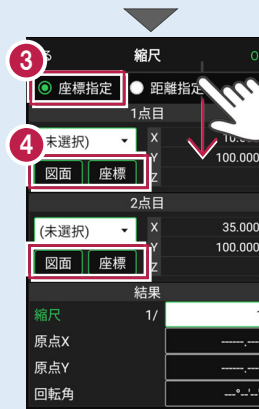 3
縮尺
座標指定 距離指定
1点目
4
未選択) X 10.000
Y 100.000
図面 座標 Z
2点目
(未選択) X 35.000
Y 100.000
図面 座標 Z
結果
縮尺 1/
原点X ------.---
原点Y ------.---
回転角 ---°--'--